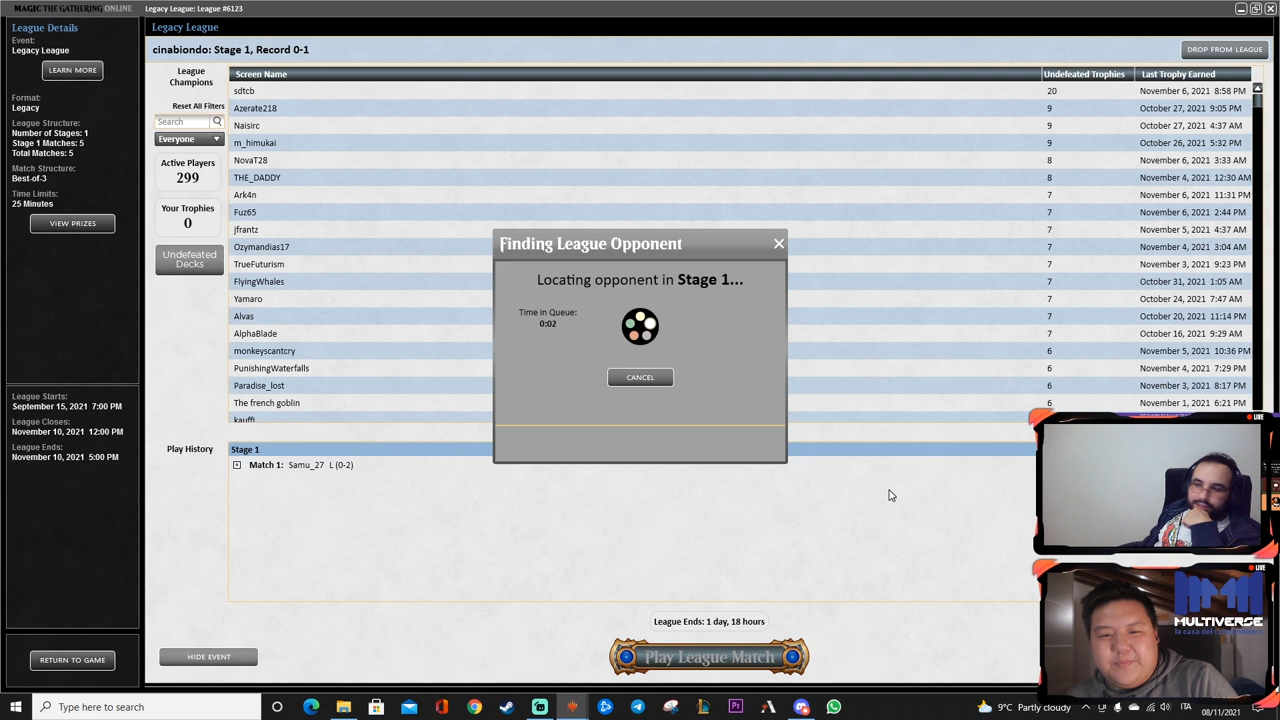 MAGIC THE GATHERING ONLINE
Legacy League: League #6123
League Details
Event:
Legacy League
LEARN MORE
Format:
Legacy
League Structure:
Number of Stages: 1
Stage 1 Matches: 5
Total Matches: 5
Match Structure:
Best-of-3
Time Limits:
25 Minutes
VIEW PRIZES
League Starts:
September 15, 2021 7:00 PM
League Closes:
November 10, 2021 12:00 PM
League Ends:
November 10, 2021 5:00 PM
RETURN TO GAME
Legacy League
cinabiondo: Stage 1, Record 0-1
DROP FROM LEAGUE
League
Champions
Reset All Filters
Search
Everyone
Active Players
299
Your Trophies
0
Undefeated
Decks
Screen Name Undefeated Trophies Last Trophy Earned
sdtcb 20 November 6, 2021 8:58 PM
Azerate218 9 October 27, 2021 9:05 PM
Naisirc 9 October 27, 2021 4:37 AM
m_himukai 9 October 26, 2021 5:32 PM
NovaT28 8 November 6, 2021 3:33 AM
THE_DADDY 8 November 4, 2021 12:30 AM
Ark4n 7 November 6, 2021 11:31 PM
Fuz65 7 November 6, 2021 2:44 PM
jfrantz 7 November 5, 2021 4:37 AM
Ozymandias17 7 November 4, 2021 3:04 AM
TrueFuturism 7 November 3, 2021 9:23 PM
FlyingWhales 7 October 31, 2021 1:05 AM
Yamaro 7 October 24, 2021 7:47 AM
Alvas 7 October 20, 2021 11:14 PM
AlphaBlade 7 October 16, 2021 9:29 AM
monkeyscantcry 6 November 5, 2021 10:36 PM
PunishingWaterfalls 6 November 4, 2021 7:29 PM
Paradise_lost 6 November 3, 2021 8:17 PM
The french goblin 6 November 1, 2021 6:21 PM
kauffi
Finding League Opponent
Locating opponent in Stage 1...
Time in Queue:
0:02
CANCEL
Play History
Stage 1
Match 1: Samu_27 L (0-2)
League Ends: 1 day, 18 hours
HIDE EVENT
Play League Match
LIVE
LIVE
MULTIVERSE
la casa del
Type here to search
9°C Partly cloudy
ITA
08/11/2021